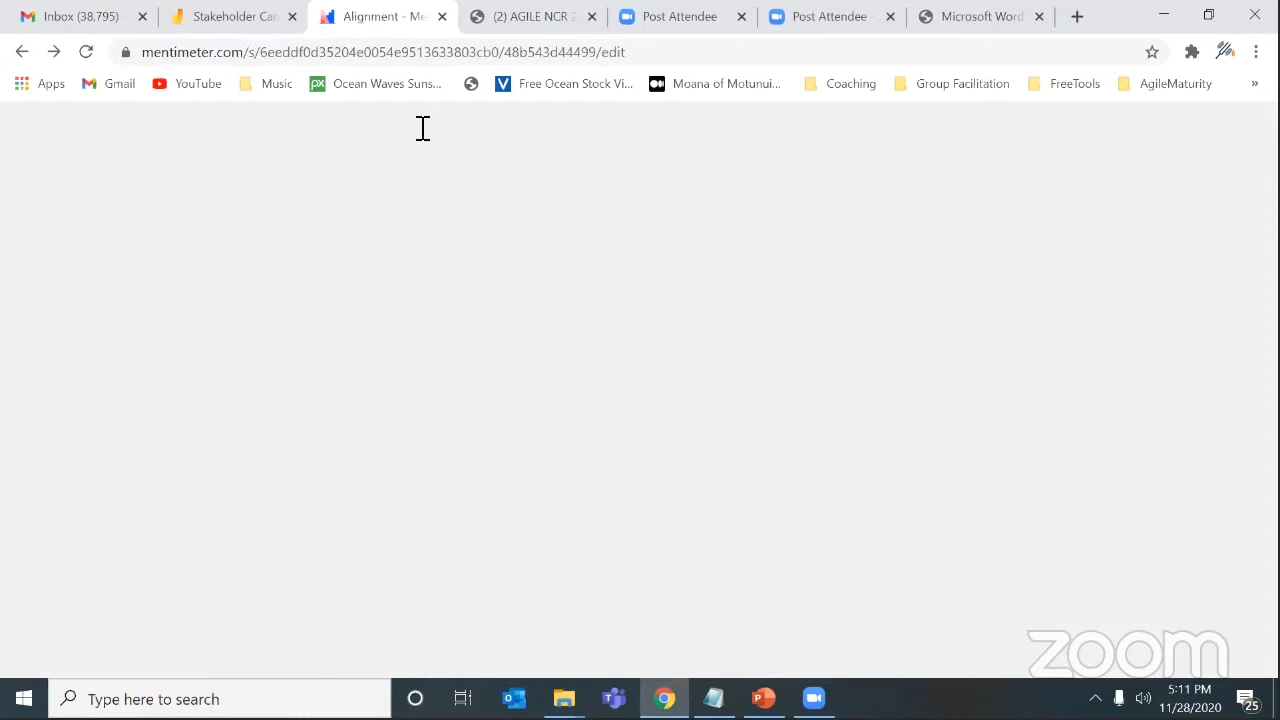 Inbox (38,795)
Stakeholder Can
Alignment - Me
(2) AGILE NCR 2
Post Attendee -
Post Attendee -
Microsoft Word
mentimeter.com/s/6eeddf0d35204e0054e9513633803cb0/48b543d44499/edit
Apps
Gmail
YouTube
Music
px
Ocean Waves Suns...
V
Free Ocean Stock Vi...
Moana of Motunui...
Coaching
Group Facilitation
FreeTools
AgileMaturity
»
zoom
Type here to search
5:11 PM
11/28/2020
25